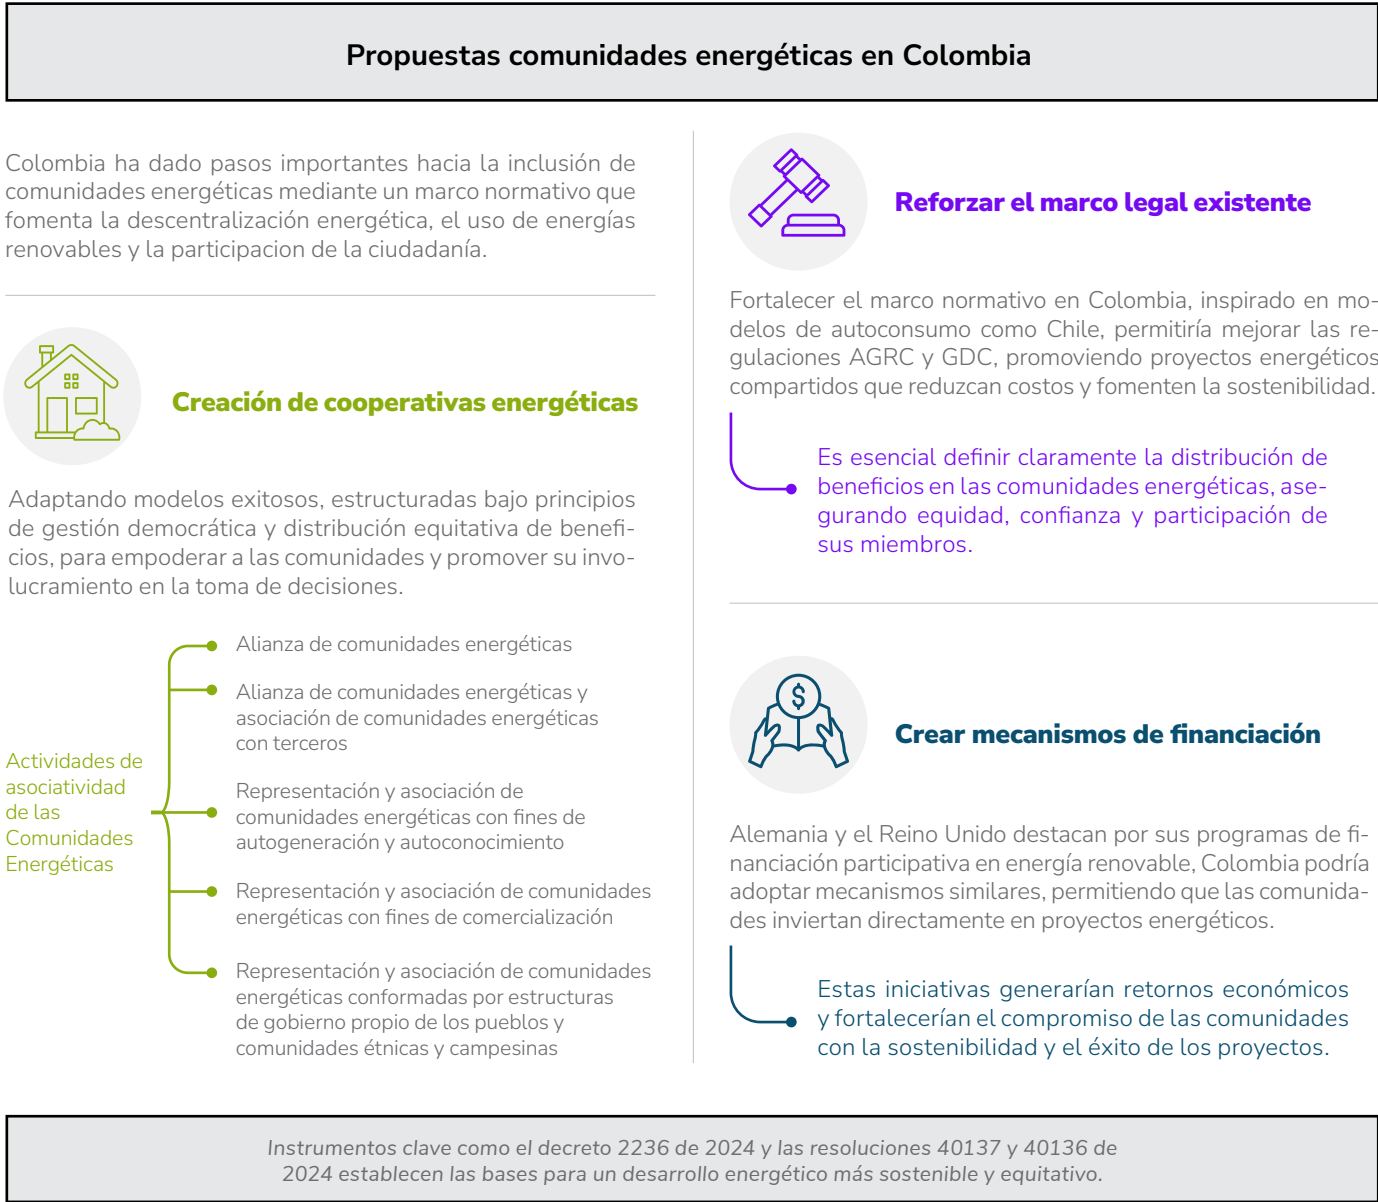 Propuestas comunidades energéticas en Colombia
Colombia ha dado pasos importantes hacia la inclusión de
comunidades energéticas mediante un marco normativo que
fomenta la descentralización energética, el uso de energías
renovables y la participacion de la ciudadanía.
Creación de cooperativas energéticas
Adaptando modelos exitosos, estructuradas bajo principios
de gestión democrática y distribución equitativa de benefi-
cios, para empoderar a las comunidades y promover su invo-
lucramiento en la toma de decisiones.
Actividades de
asociatividad
de las
Comunidades
Energéticas
Alianza de comunidades energéticas
Alianza de comunidades energéticas y
asociación de comunidades energéticas
con terceros
Representación y asociación de
comunidades energéticas con fines de
autogeneración y autoconocimiento
Representación y asociación de comunidades
energéticas con fines de comercialización
Representación y asociación de comunidades
energéticas conformadas por estructuras
de gobierno propio de los pueblos y
comunidades étnicas y campesinas
Reforzar el marco legal existente
Fortalecer el marco normativo en Colombia, inspirado en mo-
delos de autoconsumo como Chile, permitiría mejorar las re-
gulaciones AGRC y GDC, promoviendo proyectos energéticos
compartidos que reduzcan costos y fomenten la sostenibilidad.
Es esencial definir claramente la distribución de
beneficios en las comunidades energéticas, ase-
gurando equidad, confianza y participación de
sus miembros.
$
Crear mecanismos de financiación
Alemania y el Reino Unido destacan por sus programas de fi-
nanciación participativa en energía renovable, Colombia podría
adoptar mecanismos similares, permitiendo que las comunida-
des inviertan directamente en proyectos energéticos.
Estas iniciativas generarían retornos económicos
y fortalecerían el compromiso de las comunidades
con la sostenibilidad y el éxito de los proyectos.
Instrumentos clave como el decreto 2236 de 2024 y las resoluciones 40137 y 40136 de
2024 establecen las bases para un desarrollo energético más sostenible y equitativo.